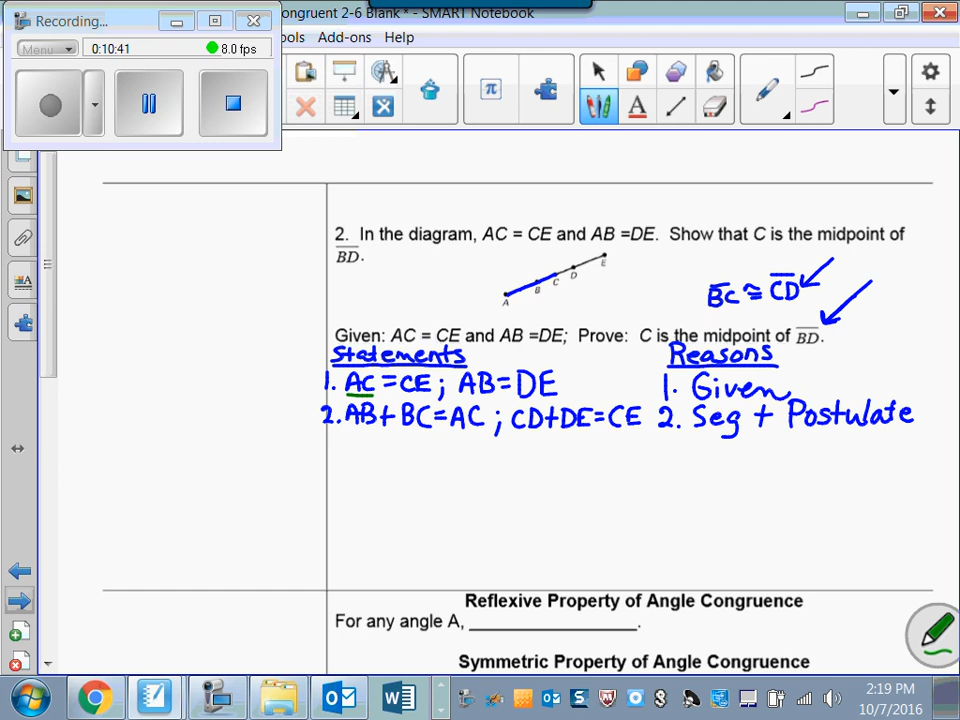 Recording...
Menu
0:10:41
8.0 fps
ongruent 2-6 Blank * - SMART Notebook
ols Add-ons Help
2. In the diagram, AC = CE and AB =DE. Show that C is the midpoint of
BD.
A B C D E
BC ≅ CD
Given: AC = CE and AB =DE; Prove: C is the midpoint of BD.
Statements Reasons
1. AC = CE ; AB = DE 1. Given
2. AB + BC = AC ; CD + DE = CE 2. Seg + Postulate
Reflexive Property of Angle Congruence
For any angle A, _________________.
Symmetric Property of Angle Congruence
2:19 PM
10/7/2016